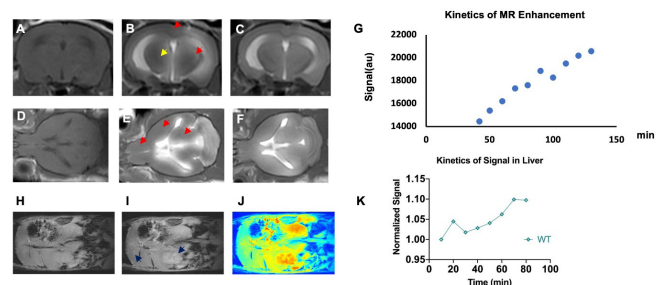 A
B
C
D
E
F
H
I
J
Kinetics of MR Enhancement
G
Signal(au)
22000
20000
18000
16000
14000
0
50
100
150
min
Kinetics of Signal in Liver
K
Normalized Signal
1.15
1.10
1.05
1.00
0.95
WT
0
20
40
60
80
100
Time (min)